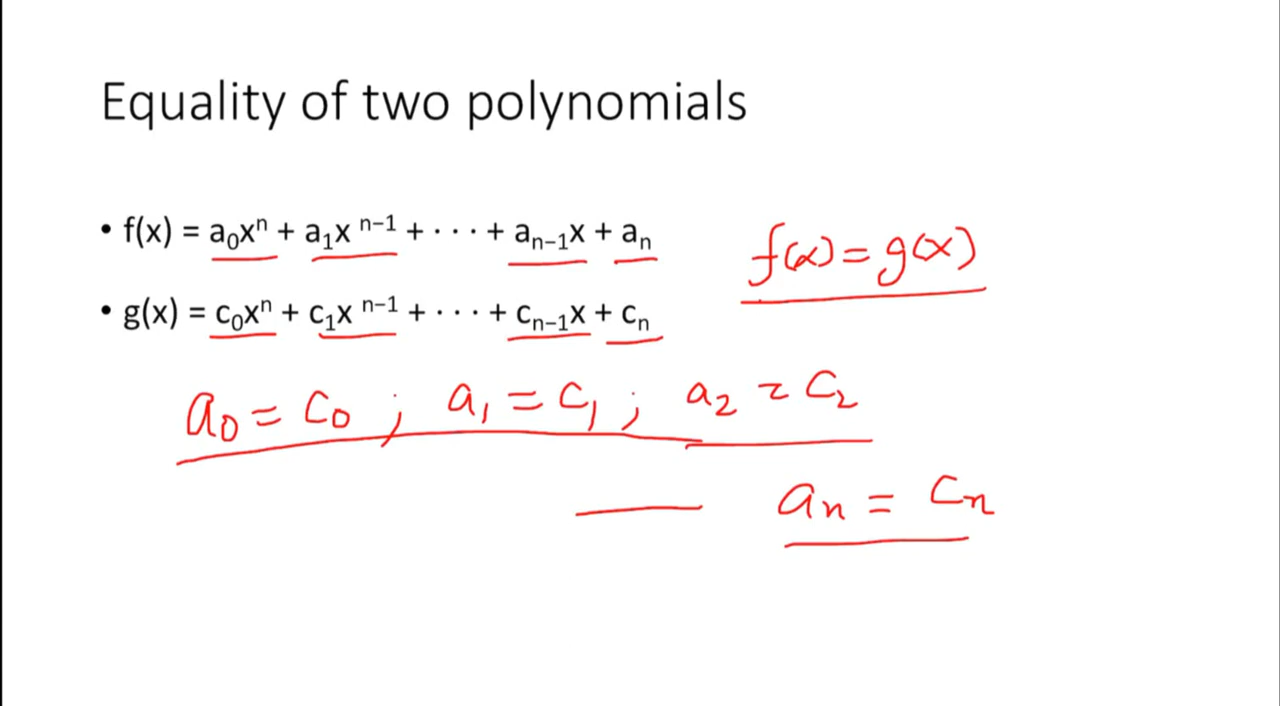 Equality of two polynomials
• f(x) = a₀xⁿ + a₁x ⁿ⁻¹ + · · · + aₙ₋₁x + aₙ
f(x) = g(x)
• g(x) = c₀xⁿ + c₁x ⁿ⁻¹ + · · · + cₙ₋₁x + cₙ
a₀ = c₀ ; a₁ = c₁ ; a₂ = c₂
— aₙ = cₙ